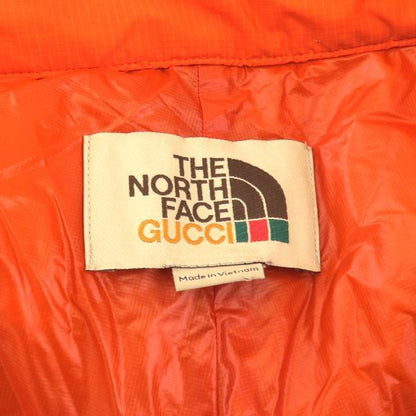 THE
NORTH
FACE
GUCCI
Made in Vietnam